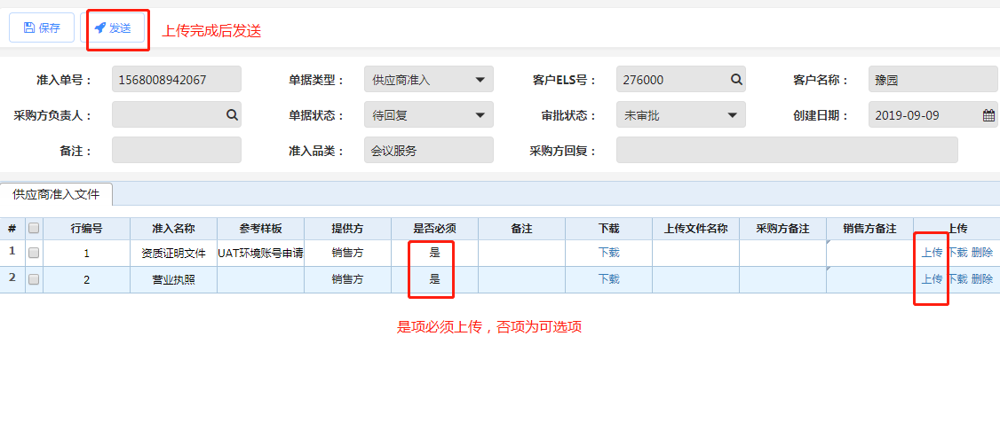 保存 发送 上传完成后发送
准入单号： 1568008942067 单据类型： 供应商准入 客户ELS号： 276000 客户名称： 豫园
采购方负责人： 单据状态： 待回复 审批状态： 未审批 创建日期： 2019-09-09
备注： 准入品类： 会议服务 采购方回复：
供应商准入文件
# 行编号 准入名称 参考样板 提供方 是否必须 备注 下载 上传文件名称 采购方备注 销售方备注 上传
1 1 资质证明文件 UAT环境账号申请 销售方 是 下载 上传 下载 删除
2 2 营业执照 销售方 是 下载 上传 下载 删除
是项必须上传，否项为可选项